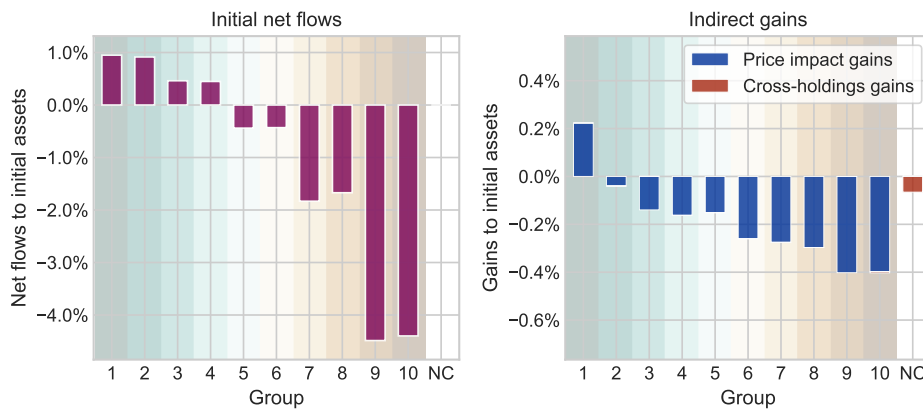 Initial net flows
Net flows to initial assets
1.0%
0.0%
−1.0%
−2.0%
−3.0%
−4.0%
1 2 3 4 5 6 7 8 9 10 NC
Group
Indirect gains
Gains to initial assets
0.4%
0.2%
0.0%
−0.2%
−0.4%
−0.6%
Price impact gains
Cross-holdings gains
1 2 3 4 5 6 7 8 9 10 NC
Group